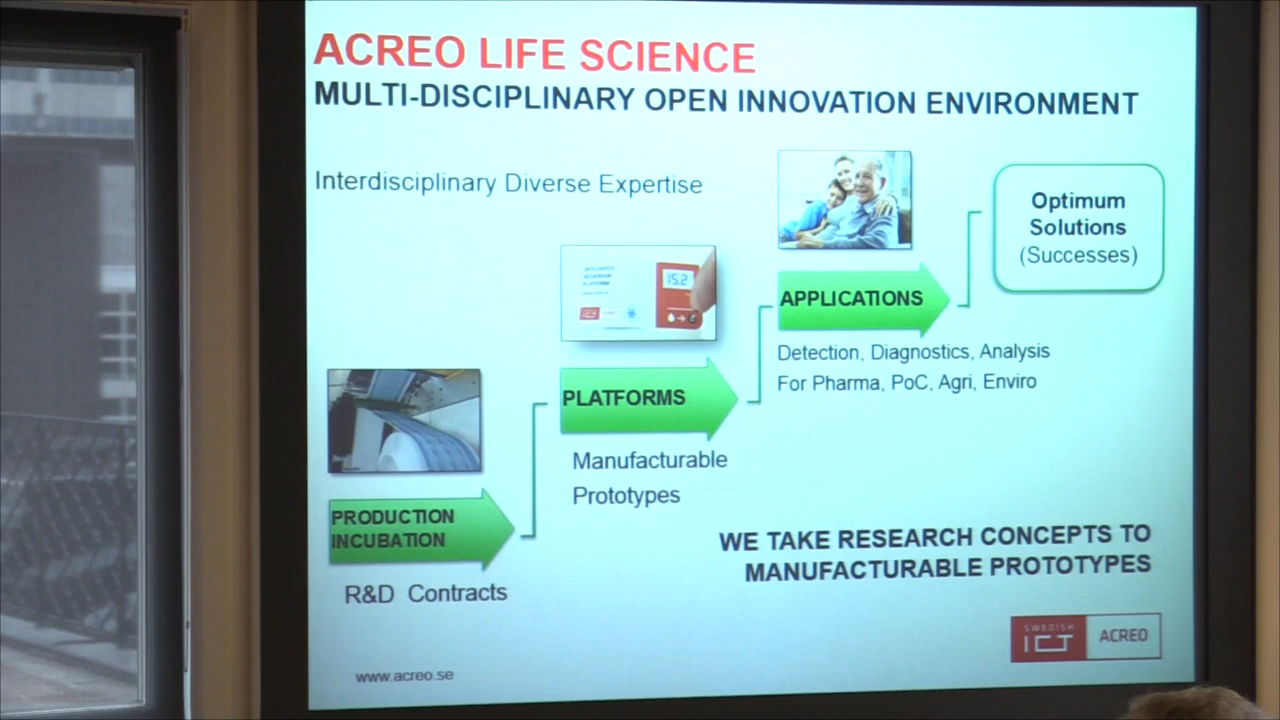 ACREO LIFE SCIENCE
MULTI-DISCIPLINARY OPEN INNOVATION ENVIRONMENT
Interdisciplinary Diverse Expertise
Optimum
Solutions
(Successes)
15.2
APPLICATIONS
Detection, Diagnostics, Analysis
For Pharma, PoC, Agri, Enviro
PLATFORMS
Manufacturable
Prototypes
PRODUCTION
INCUBATION
R&D Contracts
WE TAKE RESEARCH CONCEPTS TO
MANUFACTURABLE PROTOTYPES
SWEDISH
ICT ACREO
www.acreo.se